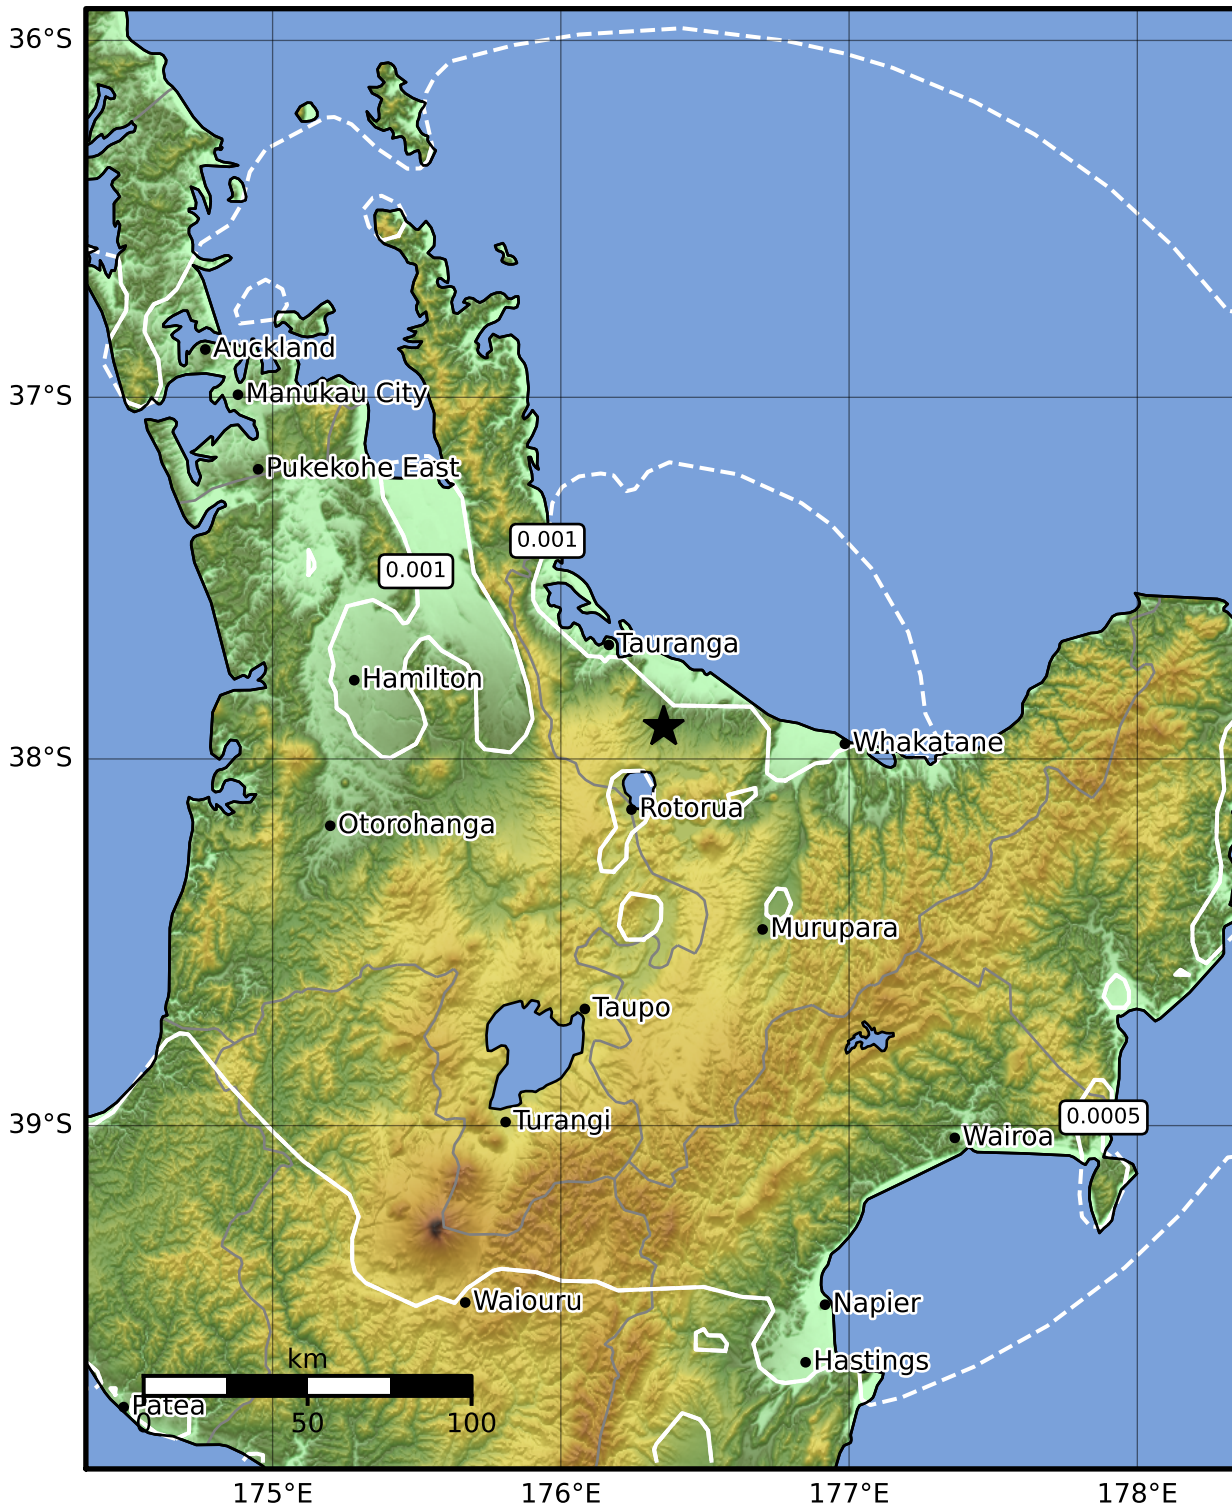 36°S
Auckland
37°S
Manukau City
Pukekohe East
0.001
0.001
Tauranga
Hamilton
Whakatane
38°S
Rotorua
Otorohanga
Murupara
Taupo
Turangi
0.0005
39°S
Wairoa
Waiouru
Napier
km
Hastings
Patea
0
50
100
175°E
176°E
177°E
178°E